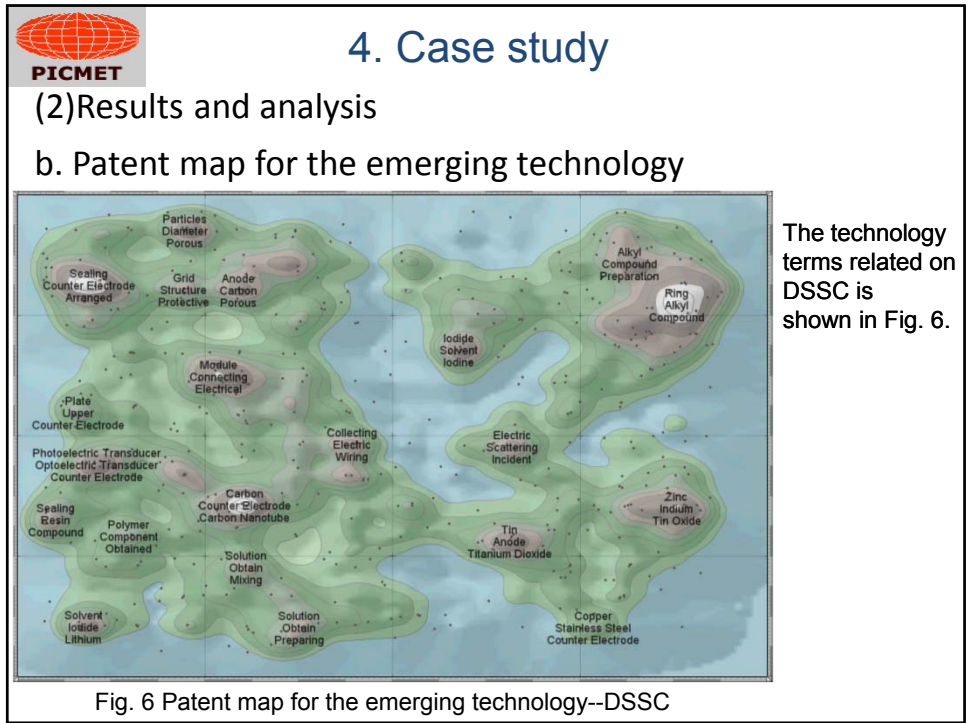 PICMET
4. Case study
(2)Results and analysis
b. Patent map for the emerging technology
Particles
Diameter
Porous
Sealing
Counter Electrode
Arranged
Grid
Structure
Protective
Anode
Carbon
Porous
Alkyl
Compound
Preparation
Ring
Alkyl
Compound
Iodide
Solvent
Iodine
Module
Connecting
Electrical
Plate
Upper
Counter Electrode
Collecting
Electric
Wiring
Electric
Scattering
Incident
Photoelectric Transducer
Optoelectric Transducer
Counter Electrode
Carbon
Counter Electrode
Carbon Nanotube
Zinc
Indium
Tin Oxide
Sealing
Resin
Compound
Polymer
Component
Obtained
Tin
Anode
Titanium Dioxide
Solution
Obtain
Mixing
Solvent
Iodide
Lithium
Solution
Obtain
Preparing
Copper
Stainless Steel
Counter Electrode
The technology
terms related on
DSSC is
shown in Fig. 6.
Fig. 6 Patent map for the emerging technology--DSSC